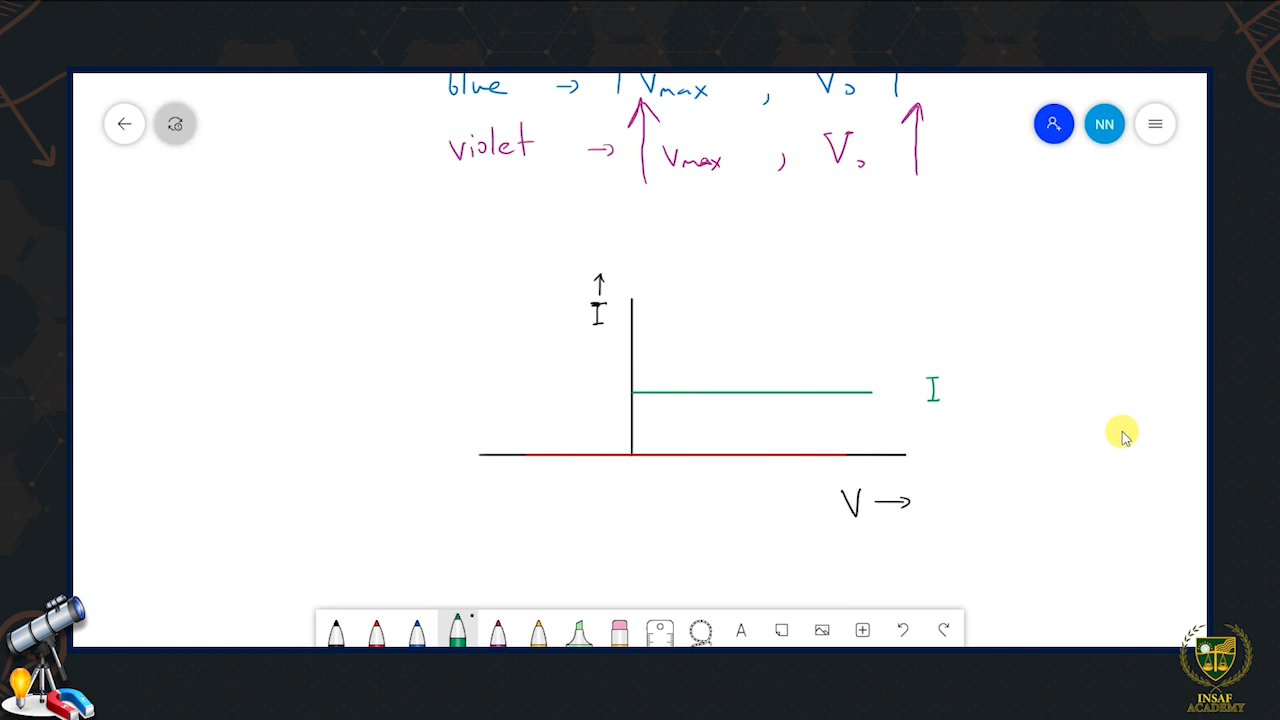 blue → ↑ Vmax , V₀ ↑
violet → ↑ Vmax , V₀ ↑
NN
↑
I
I
V →
A
INSAF
ACADEMY